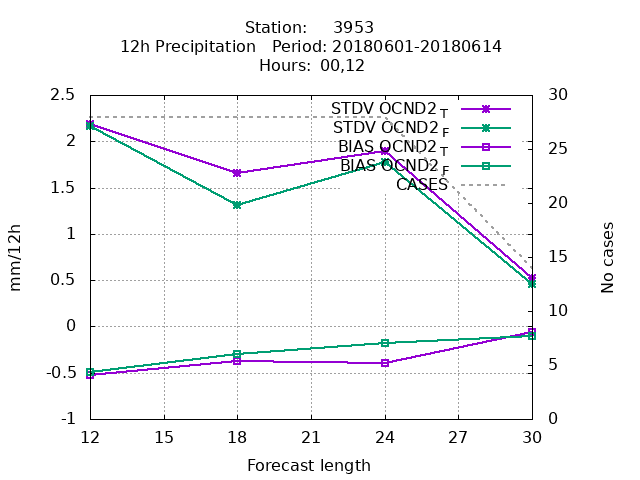 Station: 3953
12h Precipitation Period: 20180601-20180614
Hours: 00,12
STDV OCND2 T
STDV OCND2 F
BIAS OCND2 T
BIAS OCND2 F
CASES
2.5
2
1.5
1
0.5
0
-0.5
-1
30
25
20
15
10
5
0
12 15 18 21 24 27 30
mm/12h
No cases
Forecast length